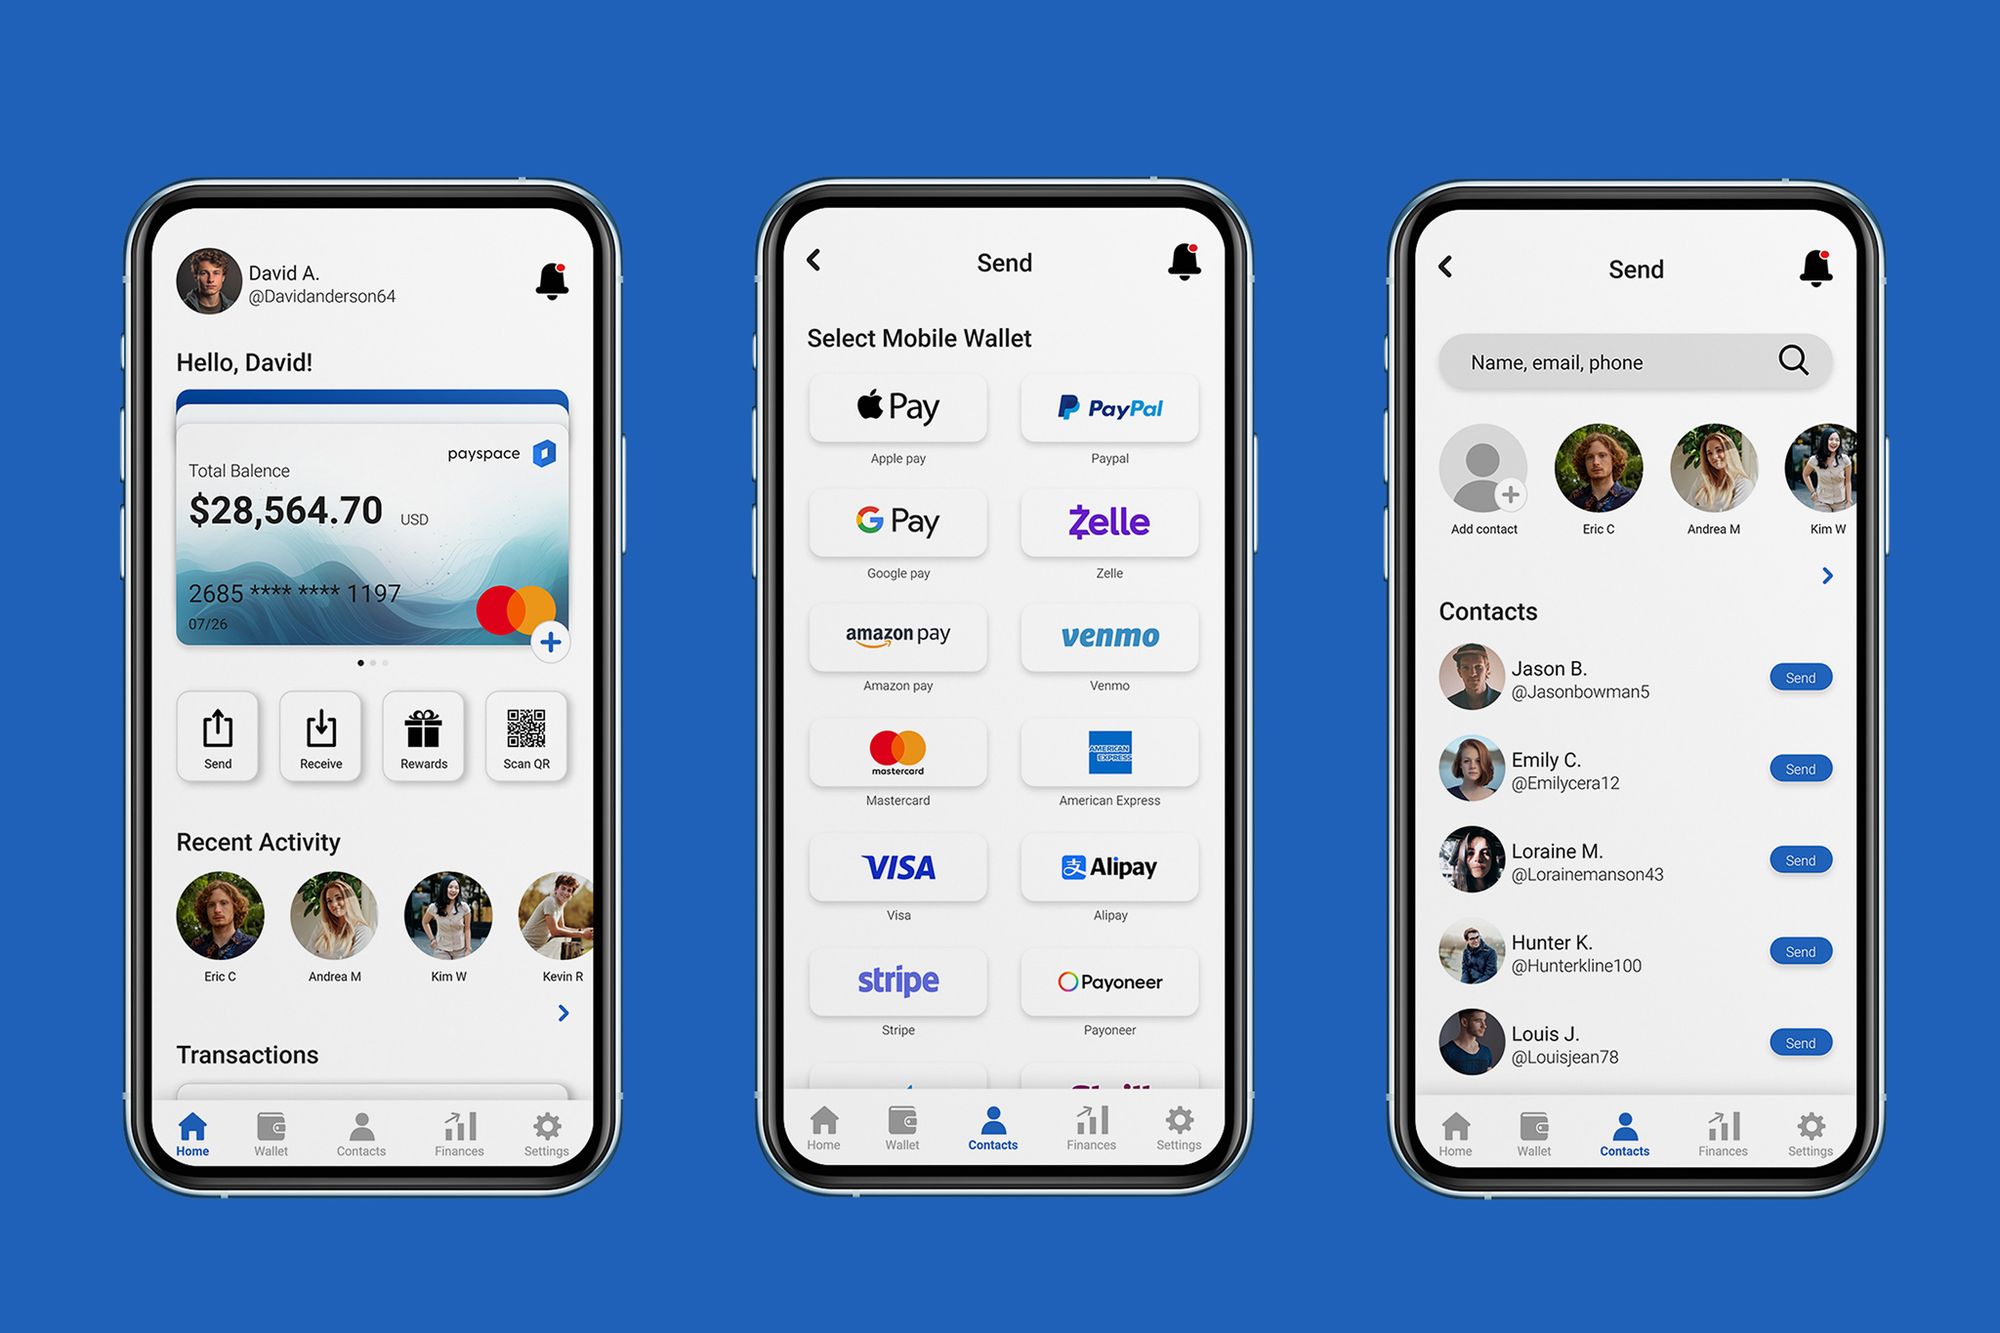 David A.
@Davidanderson64
Hello, David!
payspace
Total Balence
$28,564.70 USD
2685 **** **** 1197
07/26
Send
Receive
Rewards
Scan QR
Recent Activity
Eric C
Andrea M
Kim W
Kevin R
Transactions
Home
Wallet
Contacts
Finances
Settings
Send
Select Mobile Wallet
Pay
PayPal
Apple pay
Paypal
G Pay
Zelle
Google pay
Zelle
amazon pay
venmo
Amazon pay
Venmo
mastercard
AMERICAN
EXPRESS
Mastercard
American Express
VISA
支 Alipay
Visa
Alipay
stripe
Payoneer
Stripe
Payoneer
Home
Wallet
Contacts
Finances
Settings
Send
Name, email, phone
Add contact
Eric C
Andrea M
Kim W
Contacts
Jason B.
@Jasonbowman5
Send
Emily C.
@Emilycera12
Send
Loraine M.
@Lorainemanson43
Send
Hunter K.
@Hunterkline100
Send
Louis J.
@Louisjean78
Send
Home
Wallet
Contacts
Finances
Settings